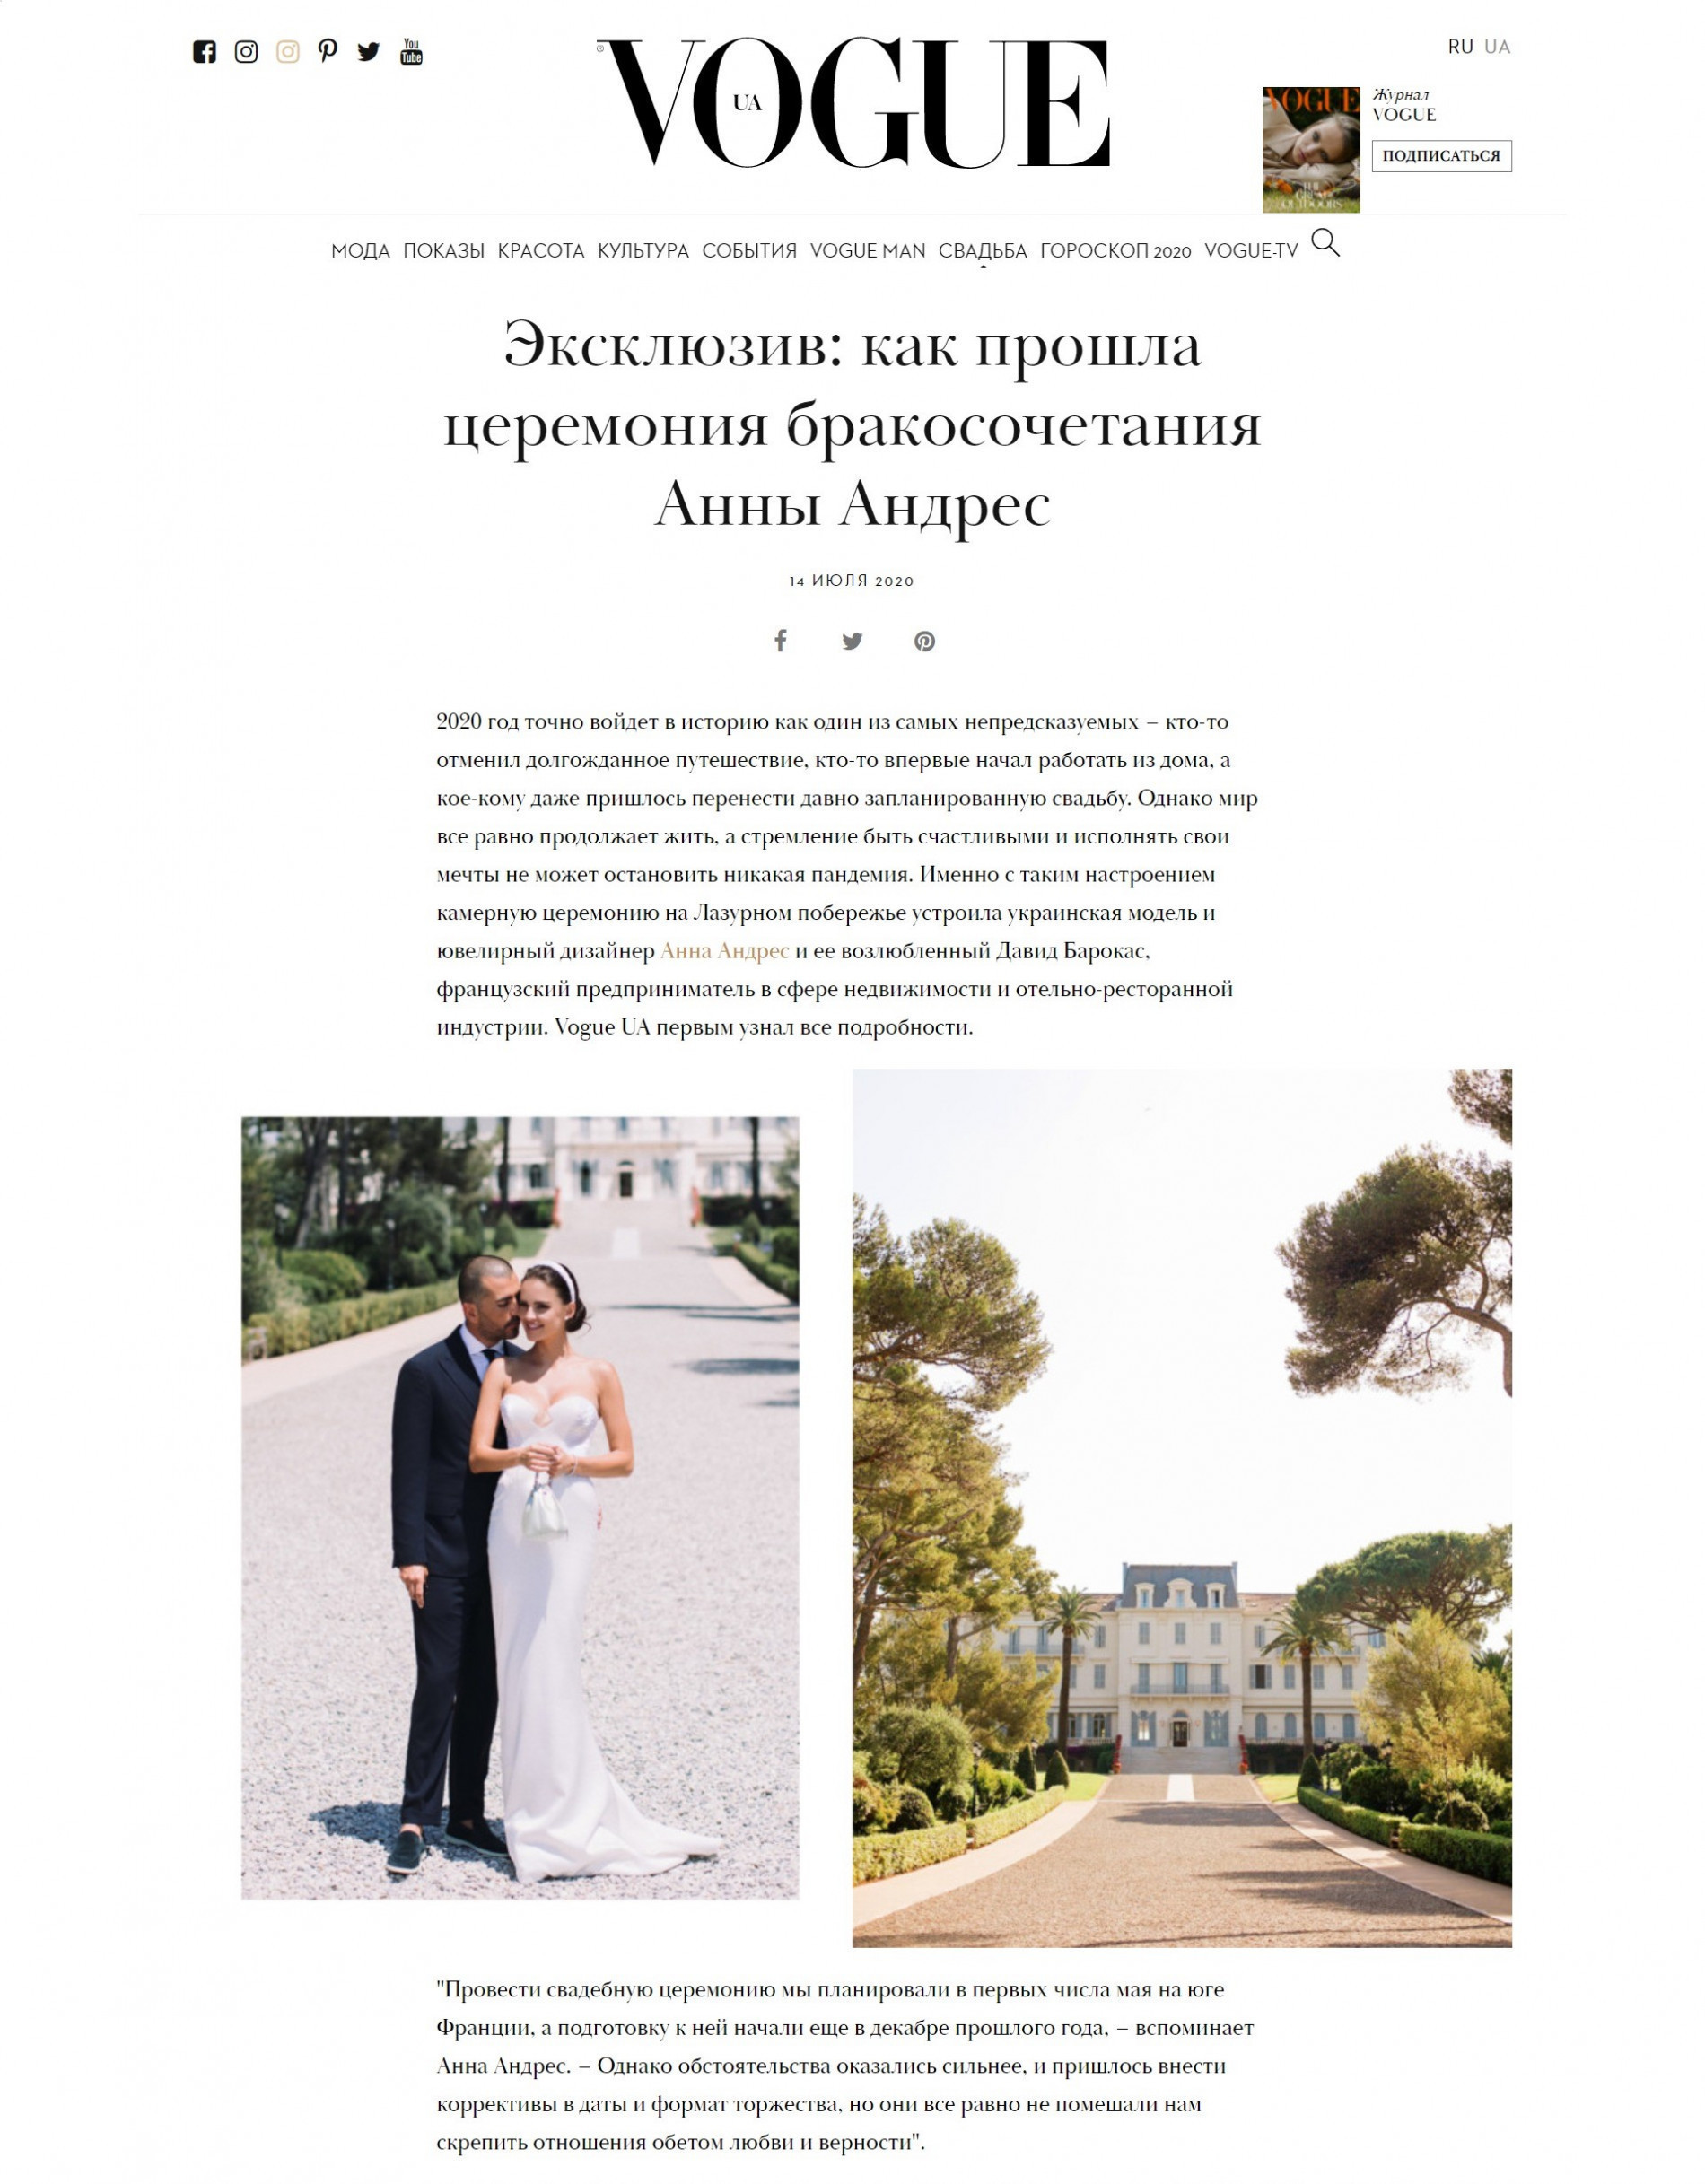 You
Tube
VOGUE
UA
RU UA
VOGUE
THE
GREAT
OUTDOORS
Журнал
VOGUE
ПОДПИСАТЬСЯ
МОДА ПОКАЗЫ КРАСОТА КУЛЬТУРА СОБЫТИЯ VOGUE MAN СВАДЬБА ГОРОСКОП 2020 VOGUE-TV
Эксклюзив: как прошла
церемония бракосочетания
Анны Андрес
14 ИЮЛЯ 2020
2020 год точно войдет в историю как один из самых непредсказуемых – кто-то
отменил долгожданное путешествие, кто-то впервые начал работать из дома, а
кое-кому даже пришлось перенести давно запланированную свадьбу. Однако мир
все равно продолжает жить, а стремление быть счастливыми и исполнять свои
мечты не может остановить никакая пандемия. Именно с таким настроением
камерную церемонию на Лазурном побережье устроила украинская модель и
ювелирный дизайнер Анна Андрес и ее возлюбленный Давид Барокас,
французский предприниматель в сфере недвижимости и отельно-ресторанной
индустрии. Vogue UA первым узнал все подробности.
"Провести свадебную церемонию мы планировали в первых числа мая на юге
Франции, а подготовку к ней начали еще в декабре прошлого года, – вспоминает
Анна Андрес. – Однако обстоятельства оказались сильнее, и пришлось внести
коррективы в даты и формат торжества, но они все равно не помешали нам
скрепить отношения обетом любви и верности".